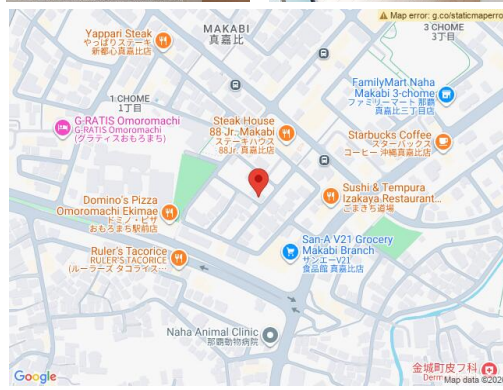 Map error: g.co/staticmaperro
Yappari Steak
やっぱりステーキ
新都心真嘉比店
MAKABI
真嘉比
3 CHOME
3丁目
1 CHOME
1丁目
FamilyMart Naha
Makabi 3-chome
ファミリーマート 那覇
真嘉比三丁目店
G-RATIS Omoromachi
G-RATIS Omoromachi
(グラティスおもろまち)
Steak House
88 Jr. Makabi
ステーキハウス
88Jr. 真嘉比店
Starbucks Coffee
スターバックス
コーヒー 沖縄真嘉比店
Domino's Pizza
Omoromachi Ekimae
ドミノ・ピザ
おもろまち駅前店
Sushi & Tempura
Izakaya Restaurant...
ごまきち道場
Ruler's Tacorice
RULER'S TACORICE
(ルーラーズ タコライス…
San-A V21 Grocery
Makabi Branch
サンエーV21
食品館 真嘉比店
Naha Animal Clinic
那覇動物病院
金城町皮フ科
Derm
Google
Map data ©202